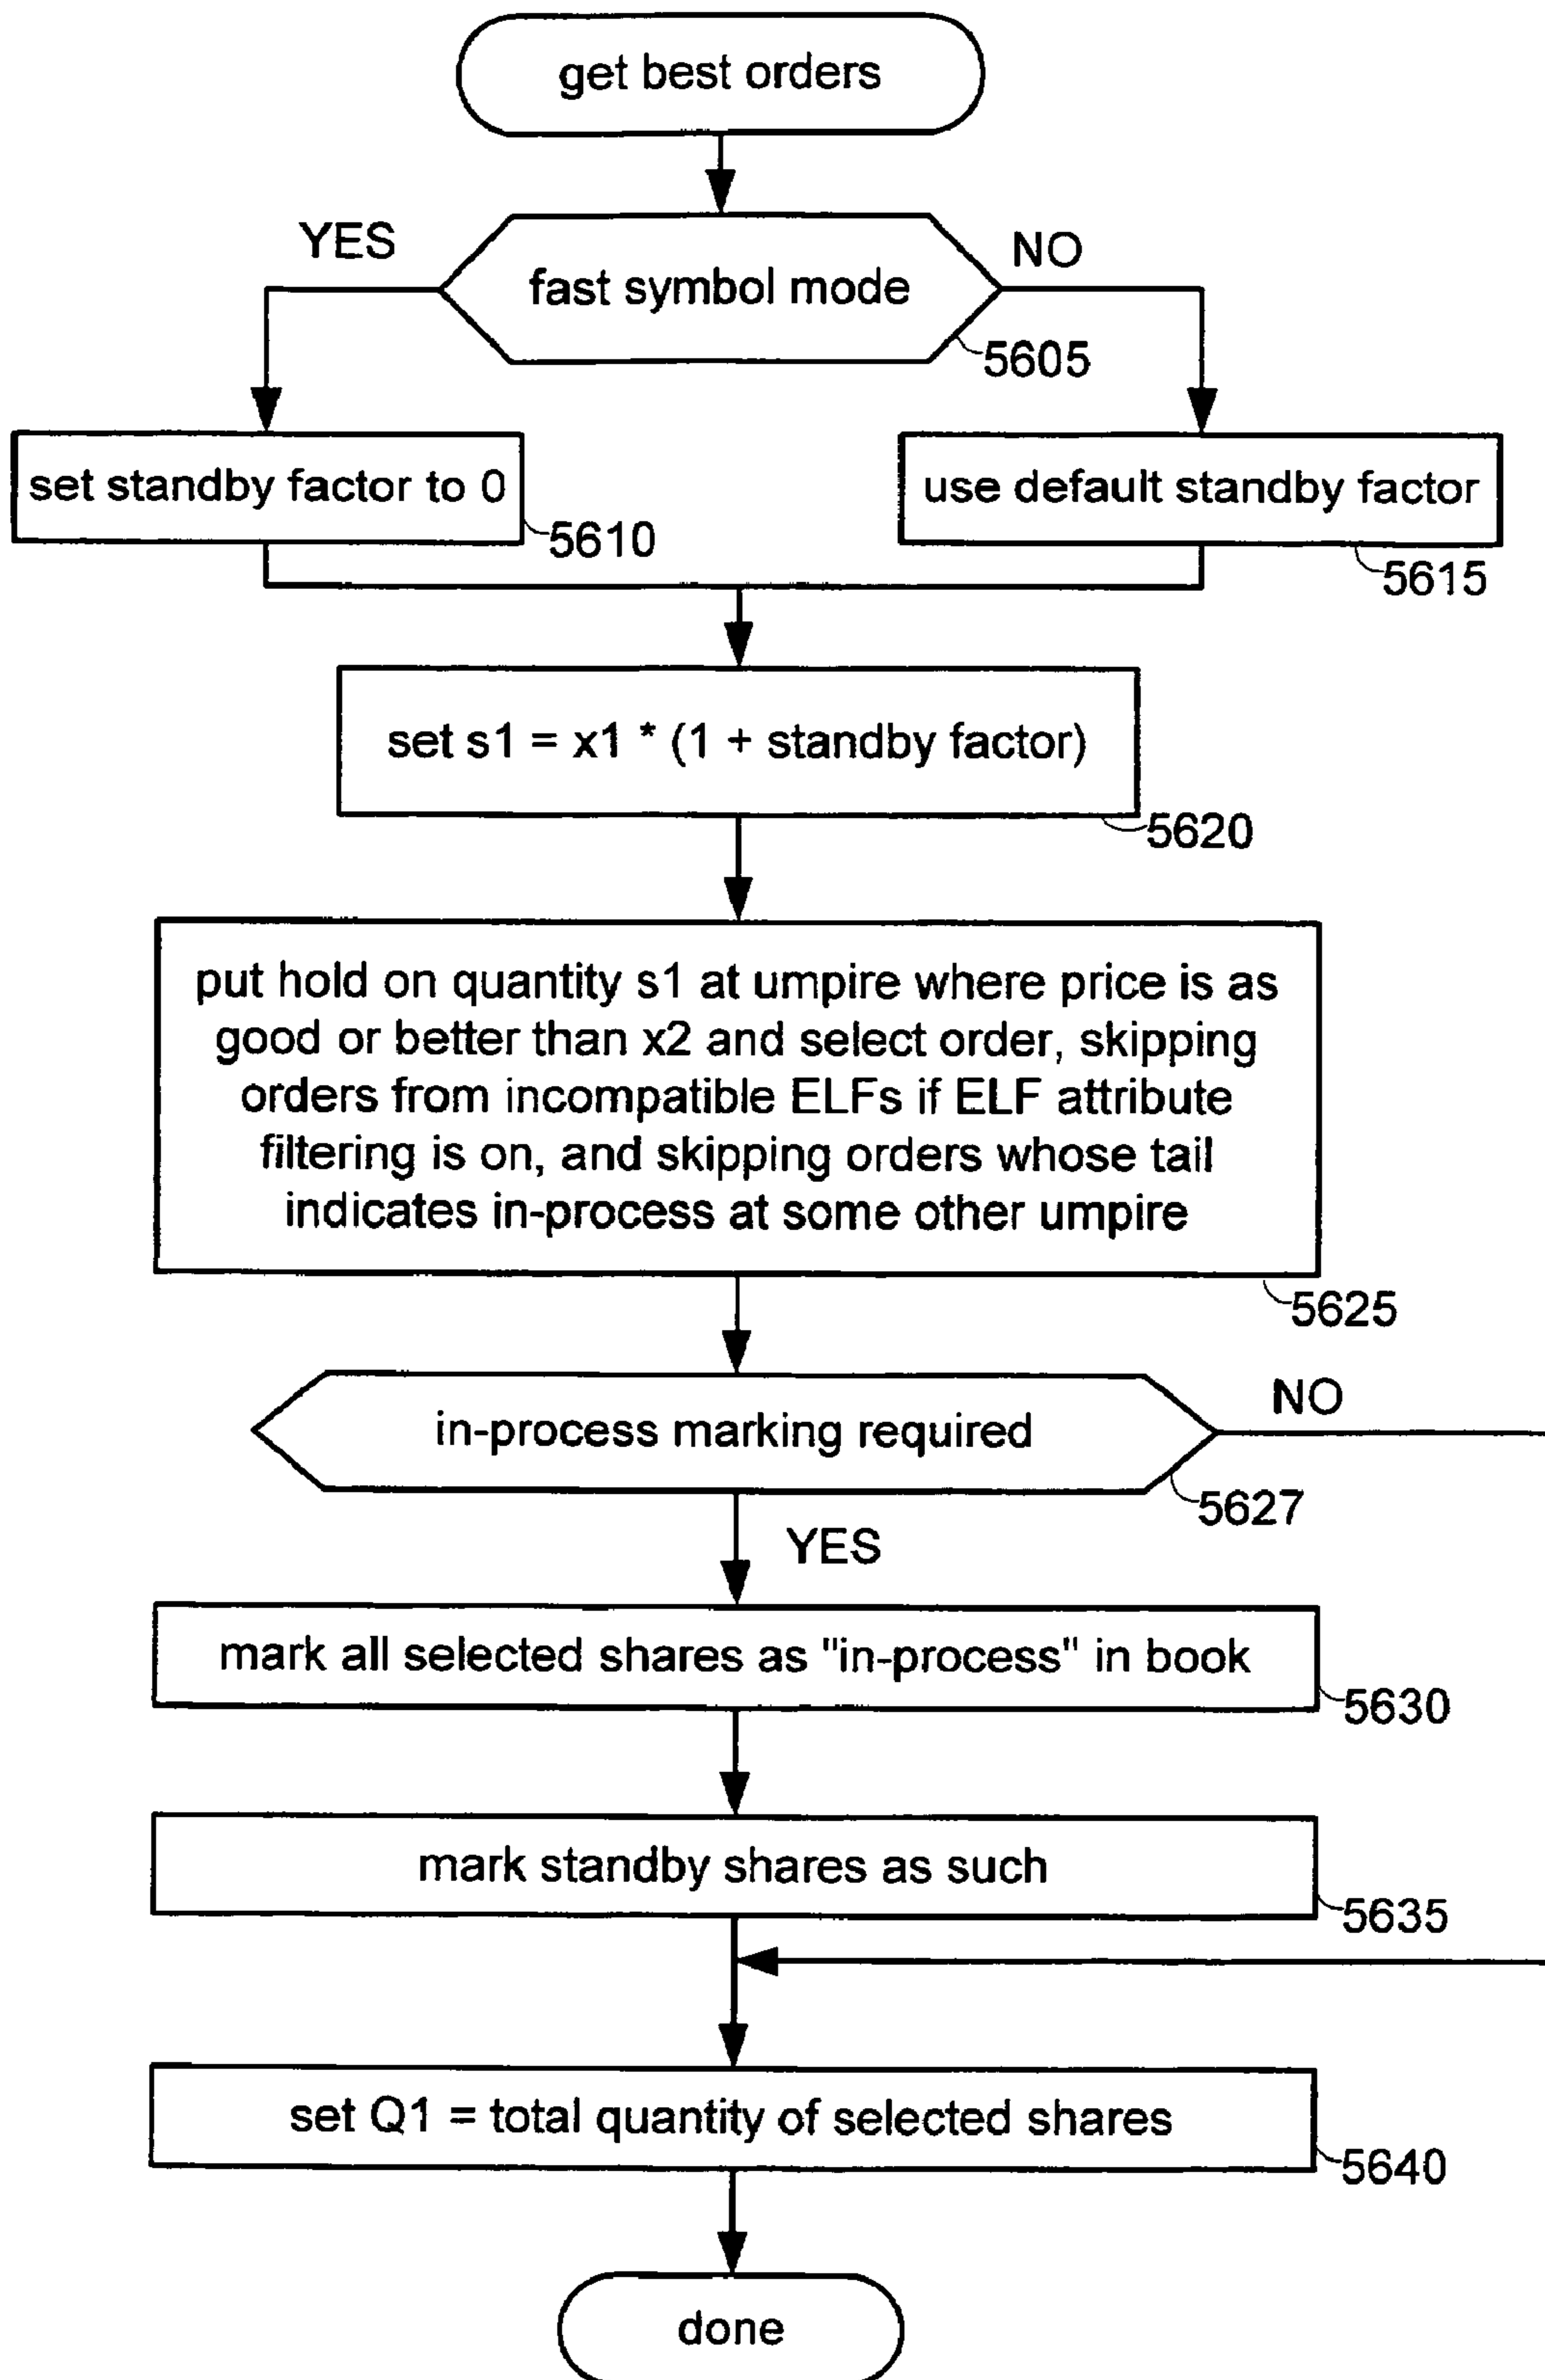 get best orders
YES
NO
fast symbol mode
5605
set standby factor to 0
use default standby factor
5610
5615
set s1 = x1 * (1 + standby factor)
5620
put hold on quantity s1 at umpire where price is as
good or better than x2 and select order, skipping
orders from incompatible ELFs if ELF attribute
filtering is on, and skipping orders whose tail
indicates in-process at some other umpire
5625
NO
in-process marking required
5627
YES
mark all selected shares as "in-process" in book
5630
mark standby shares as such
5635
set Q1 = total quantity of selected shares
5640
done